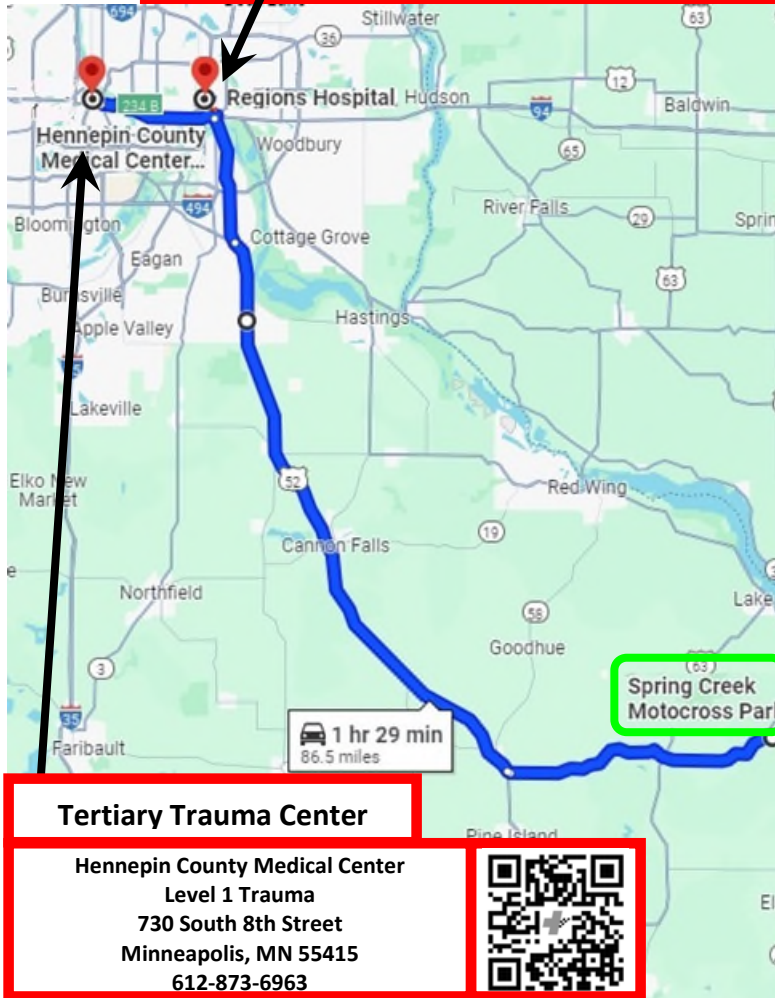 694
Stillwater
63
36
12
Regions Hospital
Hudson
94
Baldwin
234 B
Hennepin County
Medical Center...
Woodbury
65
River Falls
29
Sprin
494
Bloomington
Cottage Grove
Eagan
63
Burnsville
Hastings
Apple Valley
35
Lakeville
Elko New
Market
52
Red Wing
Cannon Falls
19
e
Northfield
58
Lake
3
Goodhue
63
3
Spring Creek
Motocross Park
35
1 hr 29 min
86.5 miles
Faribault
Tertiary Trauma Center
Pine Island
Hennepin County Medical Center
Level 1 Trauma
730 South 8th Street
Minneapolis, MN 55415
612-873-6963
El